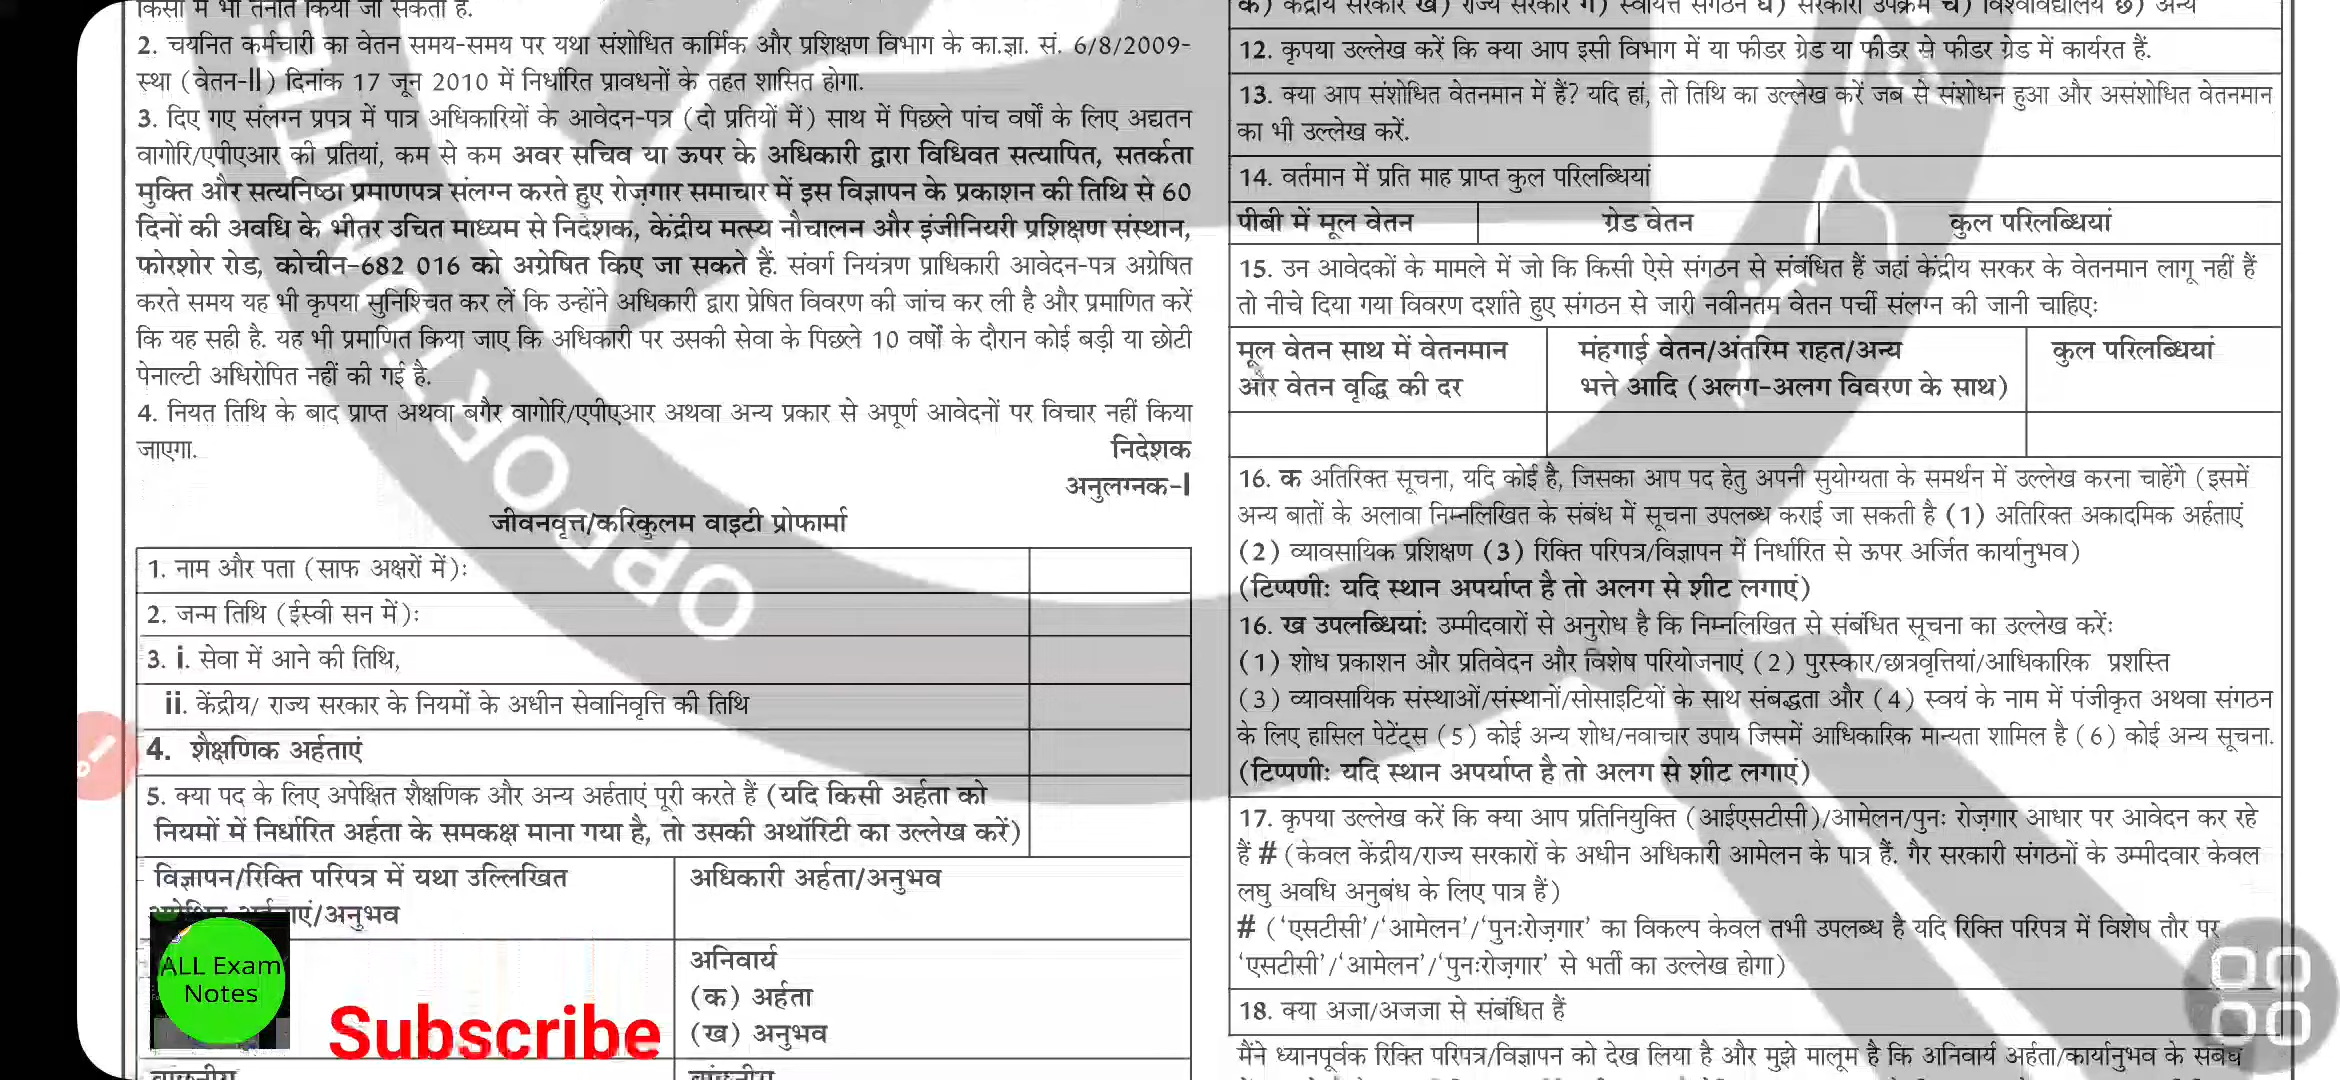 किसी में भी तैनात किया जा सकता है.
2. चयनित कर्मचारी का वेतन समय-समय पर यथा संशोधित कार्मिक और प्रशिक्षण विभाग के का.ज्ञा. सं. 6/8/2009-
स्था (वेतन-II) दिनांक 17 जून 2010 में निर्धारित प्रावधनों के तहत शासित होगा.
3. दिए गए संलग्न प्रपत्र में पात्र अधिकारियों के आवेदन-पत्र (दो प्रतियों में) साथ में पिछले पांच वर्षों के लिए अद्यतन
वागोरि/एपीएआर की प्रतियां, कम से कम अवर सचिव या ऊपर के अधिकारी द्वारा विधिवत सत्यापित, सतर्कता
मुक्ति और सत्यनिष्ठा प्रमाणपत्र संलग्न करते हुए रोज़गार समाचार में इस विज्ञापन के प्रकाशन की तिथि से 60
दिनों की अवधि के भीतर उचित माध्यम से निदेशक, केंद्रीय मत्स्य नौचालन और इंजीनियरी प्रशिक्षण संस्थान,
फोरशोर रोड, कोचीन-682 016 को अग्रेषित किए जा सकते हैं. संवर्ग नियंत्रण प्राधिकारी आवेदन-पत्र अग्रेषित
करते समय यह भी कृपया सुनिश्चित कर लें कि उन्होंने अधिकारी द्वारा प्रेषित विवरण की जांच कर ली है और प्रमाणित करें
कि यह सही है. यह भी प्रमाणित किया जाए कि अधिकारी पर उसकी सेवा के पिछले 10 वर्षों के दौरान कोई बड़ी या छोटी
पेनाल्टी अधिरोपित नहीं की गई है.
4. नियत तिथि के बाद प्राप्त अथवा बगैर वागोरि/एपीएआर अथवा अन्य प्रकार से अपूर्ण आवेदनों पर विचार नहीं किया
जाएगा. निदेशक
अनुलग्नक-I
जीवनवृत्त/करिकुलम वाइटी प्रोफार्मा
1. नाम और पता (साफ अक्षरों में):
2. जन्म तिथि (ईस्वी सन में):
3. i. सेवा में आने की तिथि,
ii. केंद्रीय/ राज्य सरकार के नियमों के अधीन सेवानिवृत्ति की तिथि
4. शैक्षणिक अर्हताएं
5. क्या पद के लिए अपेक्षित शैक्षणिक और अन्य अर्हताएं पूरी करते हैं (यदि किसी अर्हता को
नियमों में निर्धारित अर्हता के समकक्ष माना गया है, तो उसकी अथॉरिटी का उल्लेख करें)
विज्ञापन/रिक्ति परिपत्र में यथा उल्लिखित अधिकारी अर्हता/अनुभव
अपेक्षित अर्हताएं/अनुभव
अनिवार्य
(क) अर्हता
(ख) अनुभव
वांछनीय
ALL Exam
Notes
Subscribe
क) केंद्रीय सरकार ख) राज्य सरकार ग) स्वायत्त संगठन घ) सरकारी उपक्रम च) विश्वविद्यालय छ) अन्य
12. कृपया उल्लेख करें कि क्या आप इसी विभाग में या फीडर ग्रेड या फीडर से फीडर ग्रेड में कार्यरत हैं.
13. क्या आप संशोधित वेतनमान में हैं? यदि हां, तो तिथि का उल्लेख करें जब से संशोधन हुआ और असंशोधित वेतनमान
का भी उल्लेख करें.
14. वर्तमान में प्रति माह प्राप्त कुल परिलब्धियां
पीबी में मूल वेतन ग्रेड वेतन कुल परिलब्धियां
15. उन आवेदकों के मामले में जो कि किसी ऐसे संगठन से संबंधित हैं जहां केंद्रीय सरकर के वेतनमान लागू नहीं हैं
तो नीचे दिया गया विवरण दर्शाते हुए संगठन से जारी नवीनतम वेतन पर्ची संलग्न की जानी चाहिए:
मूल वेतन साथ में वेतनमान मंहगाई वेतन/अंतरिम राहत/अन्य कुल परिलब्धियां
और वेतन वृद्धि की दर भत्ते आदि (अलग-अलग विवरण के साथ)
16. क अतिरिक्त सूचना, यदि कोई है, जिसका आप पद हेतु अपनी सुयोग्यता के समर्थन में उल्लेख करना चाहेंगे (इसमें
अन्य बातों के अलावा निम्नलिखित के संबंध में सूचना उपलब्ध कराई जा सकती है (1) अतिरिक्त अकादमिक अर्हताएं
(2) व्यावसायिक प्रशिक्षण (3) रिक्ति परिपत्र/विज्ञापन में निर्धारित से ऊपर अर्जित कार्यानुभव)
(टिप्पणी: यदि स्थान अपर्याप्त है तो अलग से शीट लगाएं)
16. ख उपलब्धियां: उम्मीदवारों से अनुरोध है कि निम्नलिखित से संबंधित सूचना का उल्लेख करें:
(1) शोध प्रकाशन और प्रतिवेदन और विशेष परियोजनाएं (2) पुरस्कार/छात्रवृत्तियां/आधिकारिक प्रशस्ति
(3) व्यावसायिक संस्थाओं/संस्थानों/सोसाइटियों के साथ संबद्धता और (4) स्वयं के नाम में पंजीकृत अथवा संगठन
के लिए हासिल पेटेंट्स (5) कोई अन्य शोध/नवाचार उपाय जिसमें आधिकारिक मान्यता शामिल है (6) कोई अन्य सूचना.
(टिप्पणी: यदि स्थान अपर्याप्त है तो अलग से शीट लगाएं)
17. कृपया उल्लेख करें कि क्या आप प्रतिनियुक्ति (आईएसटीसी)/आमेलन/पुनः रोज़गार आधार पर आवेदन कर रहे
हैं # (केवल केंद्रीय/राज्य सरकारों के अधीन अधिकारी आमेलन के पात्र हैं. गैर सरकारी संगठनों के उम्मीदवार केवल
लघु अवधि अनुबंध के लिए पात्र हैं)
# ('एसटीसी'/'आमेलन'/'पुनःरोज़गार' का विकल्प केवल तभी उपलब्ध है यदि रिक्ति परिपत्र में विशेष तौर पर
'एसटीसी'/'आमेलन'/'पुनःरोज़गार' से भर्ती का उल्लेख होगा)
18. क्या अजा/अजजा से संबंधित हैं
मैंने ध्यानपूर्वक रिक्ति परिपत्र/विज्ञापन को देख लिया है और मुझे मालूम है कि अनिवार्य अर्हता/कार्यानुभव के संबंध